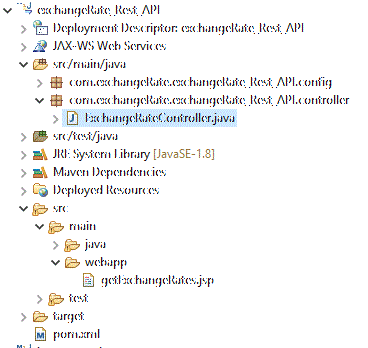 exchangeRate_Rest_API
Deployment Descriptor: exchangeRate_Rest_API
JAX-WS Web Services
src/main/java
com.exchangeRate.exchangeRate_Rest_API.config
com.exchangeRate.exchangeRate_Rest_API.controller
ExchangeRateController.java
src/test/java
JRE System Library [JavaSE-1.8]
Maven Dependencies
Deployed Resources
src
main
java
webapp
getExchangeRates.jsp
test
target
pom.xml